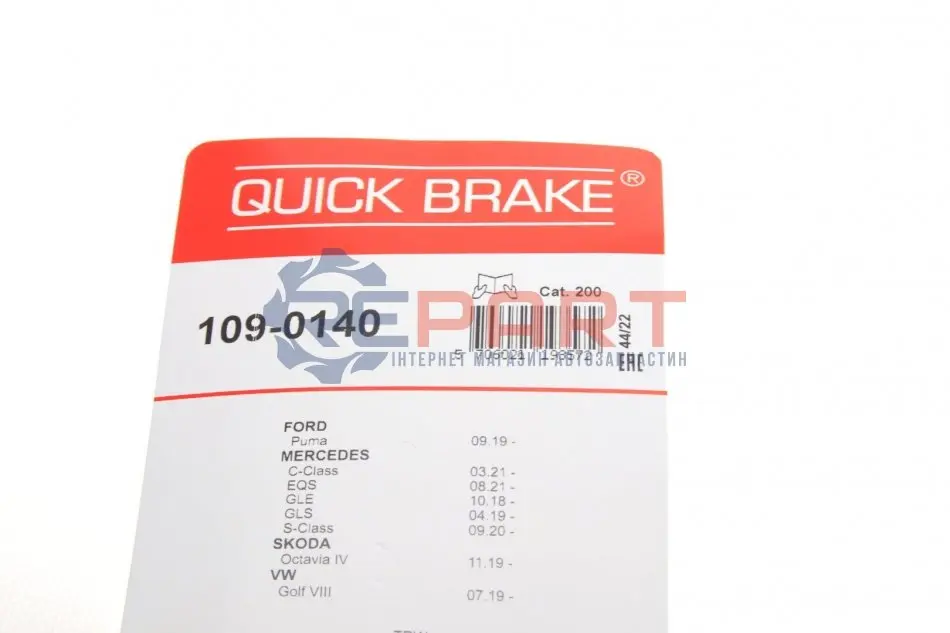 QUICK BRAKE®
Cat. 200
109-0140
REPART
ІНТЕРНЕТ МАГАЗИН АВТОЗАПЧАСТИН
44/22
EAC
FORD
Puma 09.19 -
MERCEDES
C-Class 03.21 -
EQS 08.21 -
GLE 10.18 -
GLS 04.19 -
S-Class 09.20 -
SKODA
Octavia IV 11.19 -
VW
Golf VIII 07.19 -